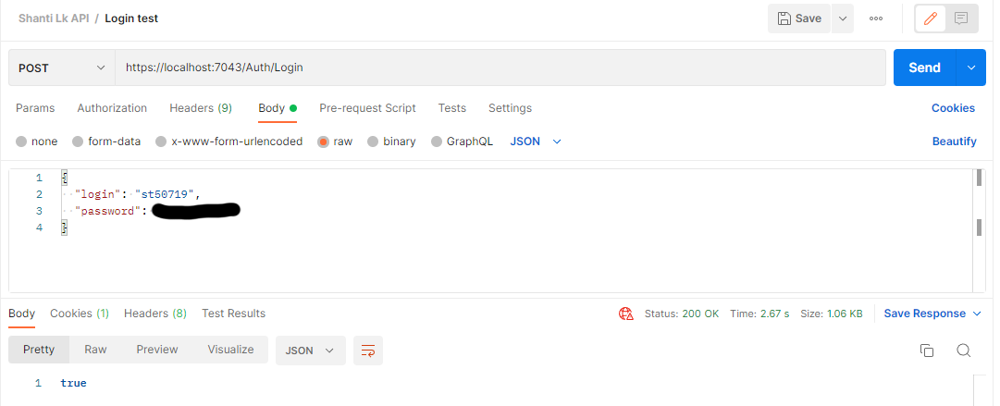 Shanti Lk API / Login test
Save
POST
https://localhost:7043/Auth/Login
Send
Params Authorization Headers (9) Body Pre-request Script Tests Settings Cookies
none form-data x-www-form-urlencoded raw binary GraphQL JSON Beautify
1 {
2 "login": "st50719",
3 "password":
4 }
Body Cookies (1) Headers (8) Test Results Status: 200 OK Time: 2.67 s Size: 1.06 KB Save Response
Pretty Raw Preview Visualize JSON
1 true